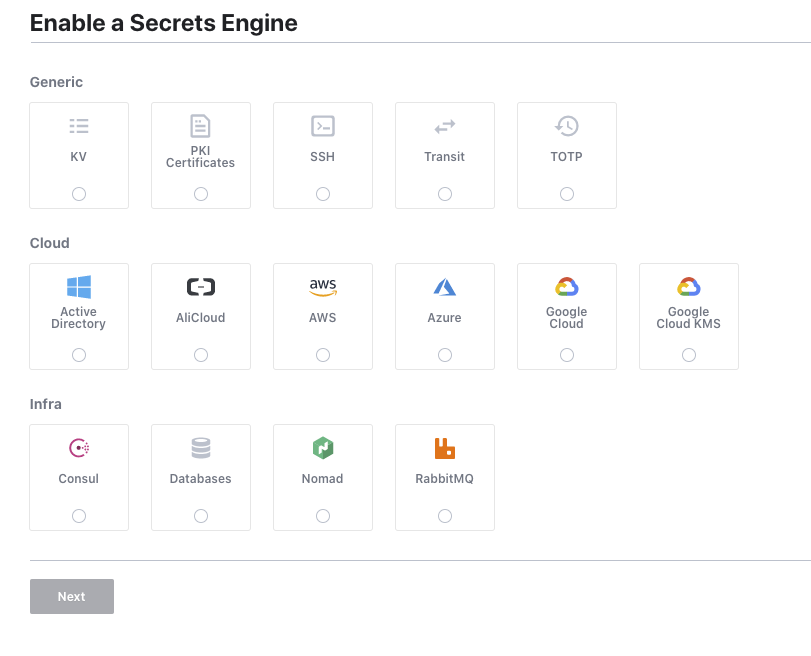 Enable a Secrets Engine
Generic
KV
PKI
Certificates
SSH
Transit
TOTP
Cloud
Active
Directory
AliCloud
aws
AWS
Azure
Google
Cloud
Google
Cloud KMS
Infra
Consul
Databases
Nomad
RabbitMQ
Next